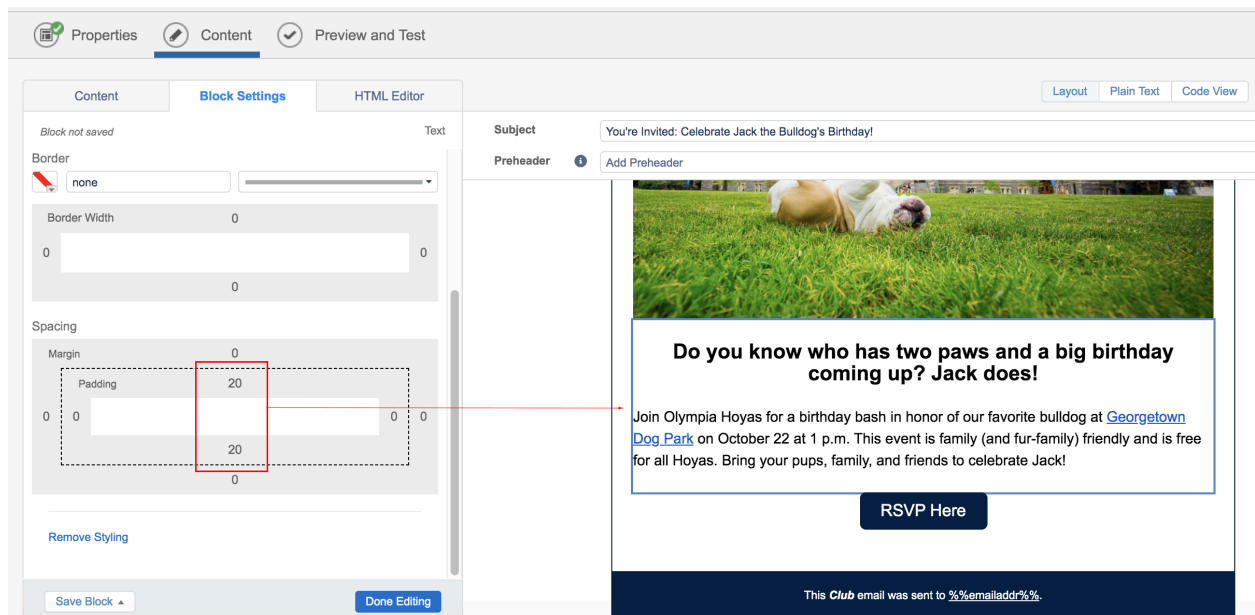 Properties
Content
Preview and Test
Content
Block Settings
HTML Editor
Layout
Plain Text
Code View
Block not saved
Text
Border
none
Border Width
0
0
0
0
Spacing
Margin
0
Padding
20
0
0
0
0
20
0
Remove Styling
Save Block
Done Editing
Subject
You're Invited: Celebrate Jack the Bulldog's Birthday!
Preheader
Add Preheader
Do you know who has two paws and a big birthday
coming up? Jack does!
Join Olympia Hoyas for a birthday bash in honor of our favorite bulldog at Georgetown
Dog Park on October 22 at 1 p.m. This event is family (and fur-family) friendly and is free
for all Hoyas. Bring your pups, family, and friends to celebrate Jack!
RSVP Here
This Club email was sent to %%emailaddr%%.